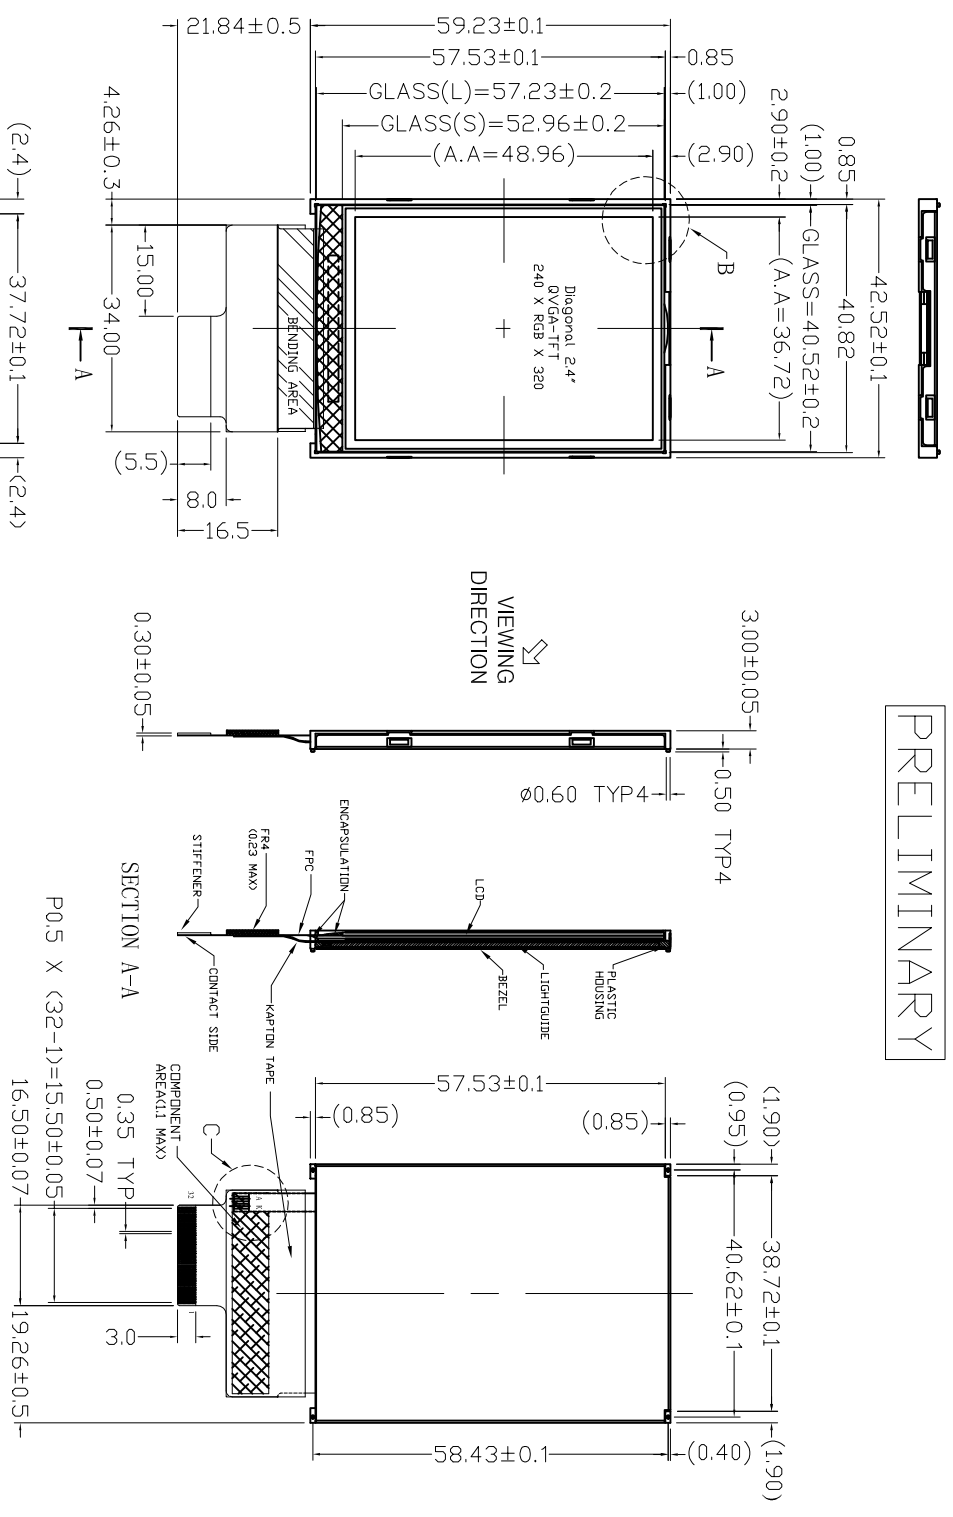 21.84±0.5
59.23±0.1
57.53±0.1
0.85
GLASS(L)=57.23±0.2
(1.00)
GLASS(S)=52.96±0.2
(A.A=48.96)
(2.90)
4.26±0.3
(2.4)
37.72±0.1
(2.4)
15.00
34.00
2.90±0.2
(1.00)
0.85
42.52±0.1
40.82
GLASS=40.52±0.2
(A.A=36.72)
B
A
A
Diagonal 2.4"
QVGA-TFT
240 X RGB X 320
BENDING AREA
(5.5)
8.0
16.5
VIEWING
DIRECTION
PRELIMINARY
0.30±0.05
3.00±0.05
0.50 TYP4
ø0.60 TYP4
STIFFENER
FR4
(0.23 MAX)
FPC
ENCAPSULATION
LCD
PLASTIC
HOUSING
LIGHTGUIDE
BEZEL
KAPTON TAPE
CONTACT SIDE
SECTION A-A
P0.5 X (32-1)=15.50±0.05
0.50±0.07
0.35 TYP
16.50±0.07
19.26±0.5
COMPONENT
AREA(1.1 MAX)
C
32
1
A K
3.0
57.53±0.1
(0.85)
(0.85)
(0.95)
(1.90)
38.72±0.1
40.62±0.1
(1.90)
58.43±0.1
(0.40)